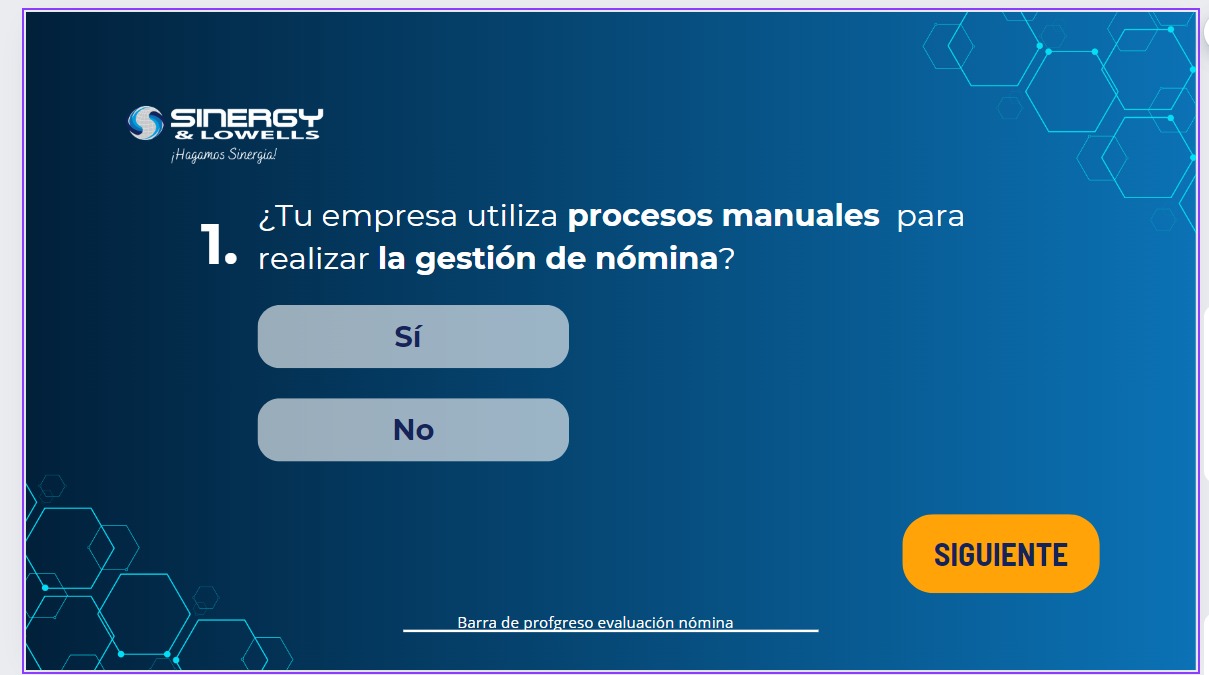 SINERGY
& LOWELLS
¡Hagamos Sinergia!
1.
¿Tu empresa utiliza procesos manuales para
realizar la gestión de nómina?
Sí
No
SIGUIENTE
Barra de profgreso evaluación nómina